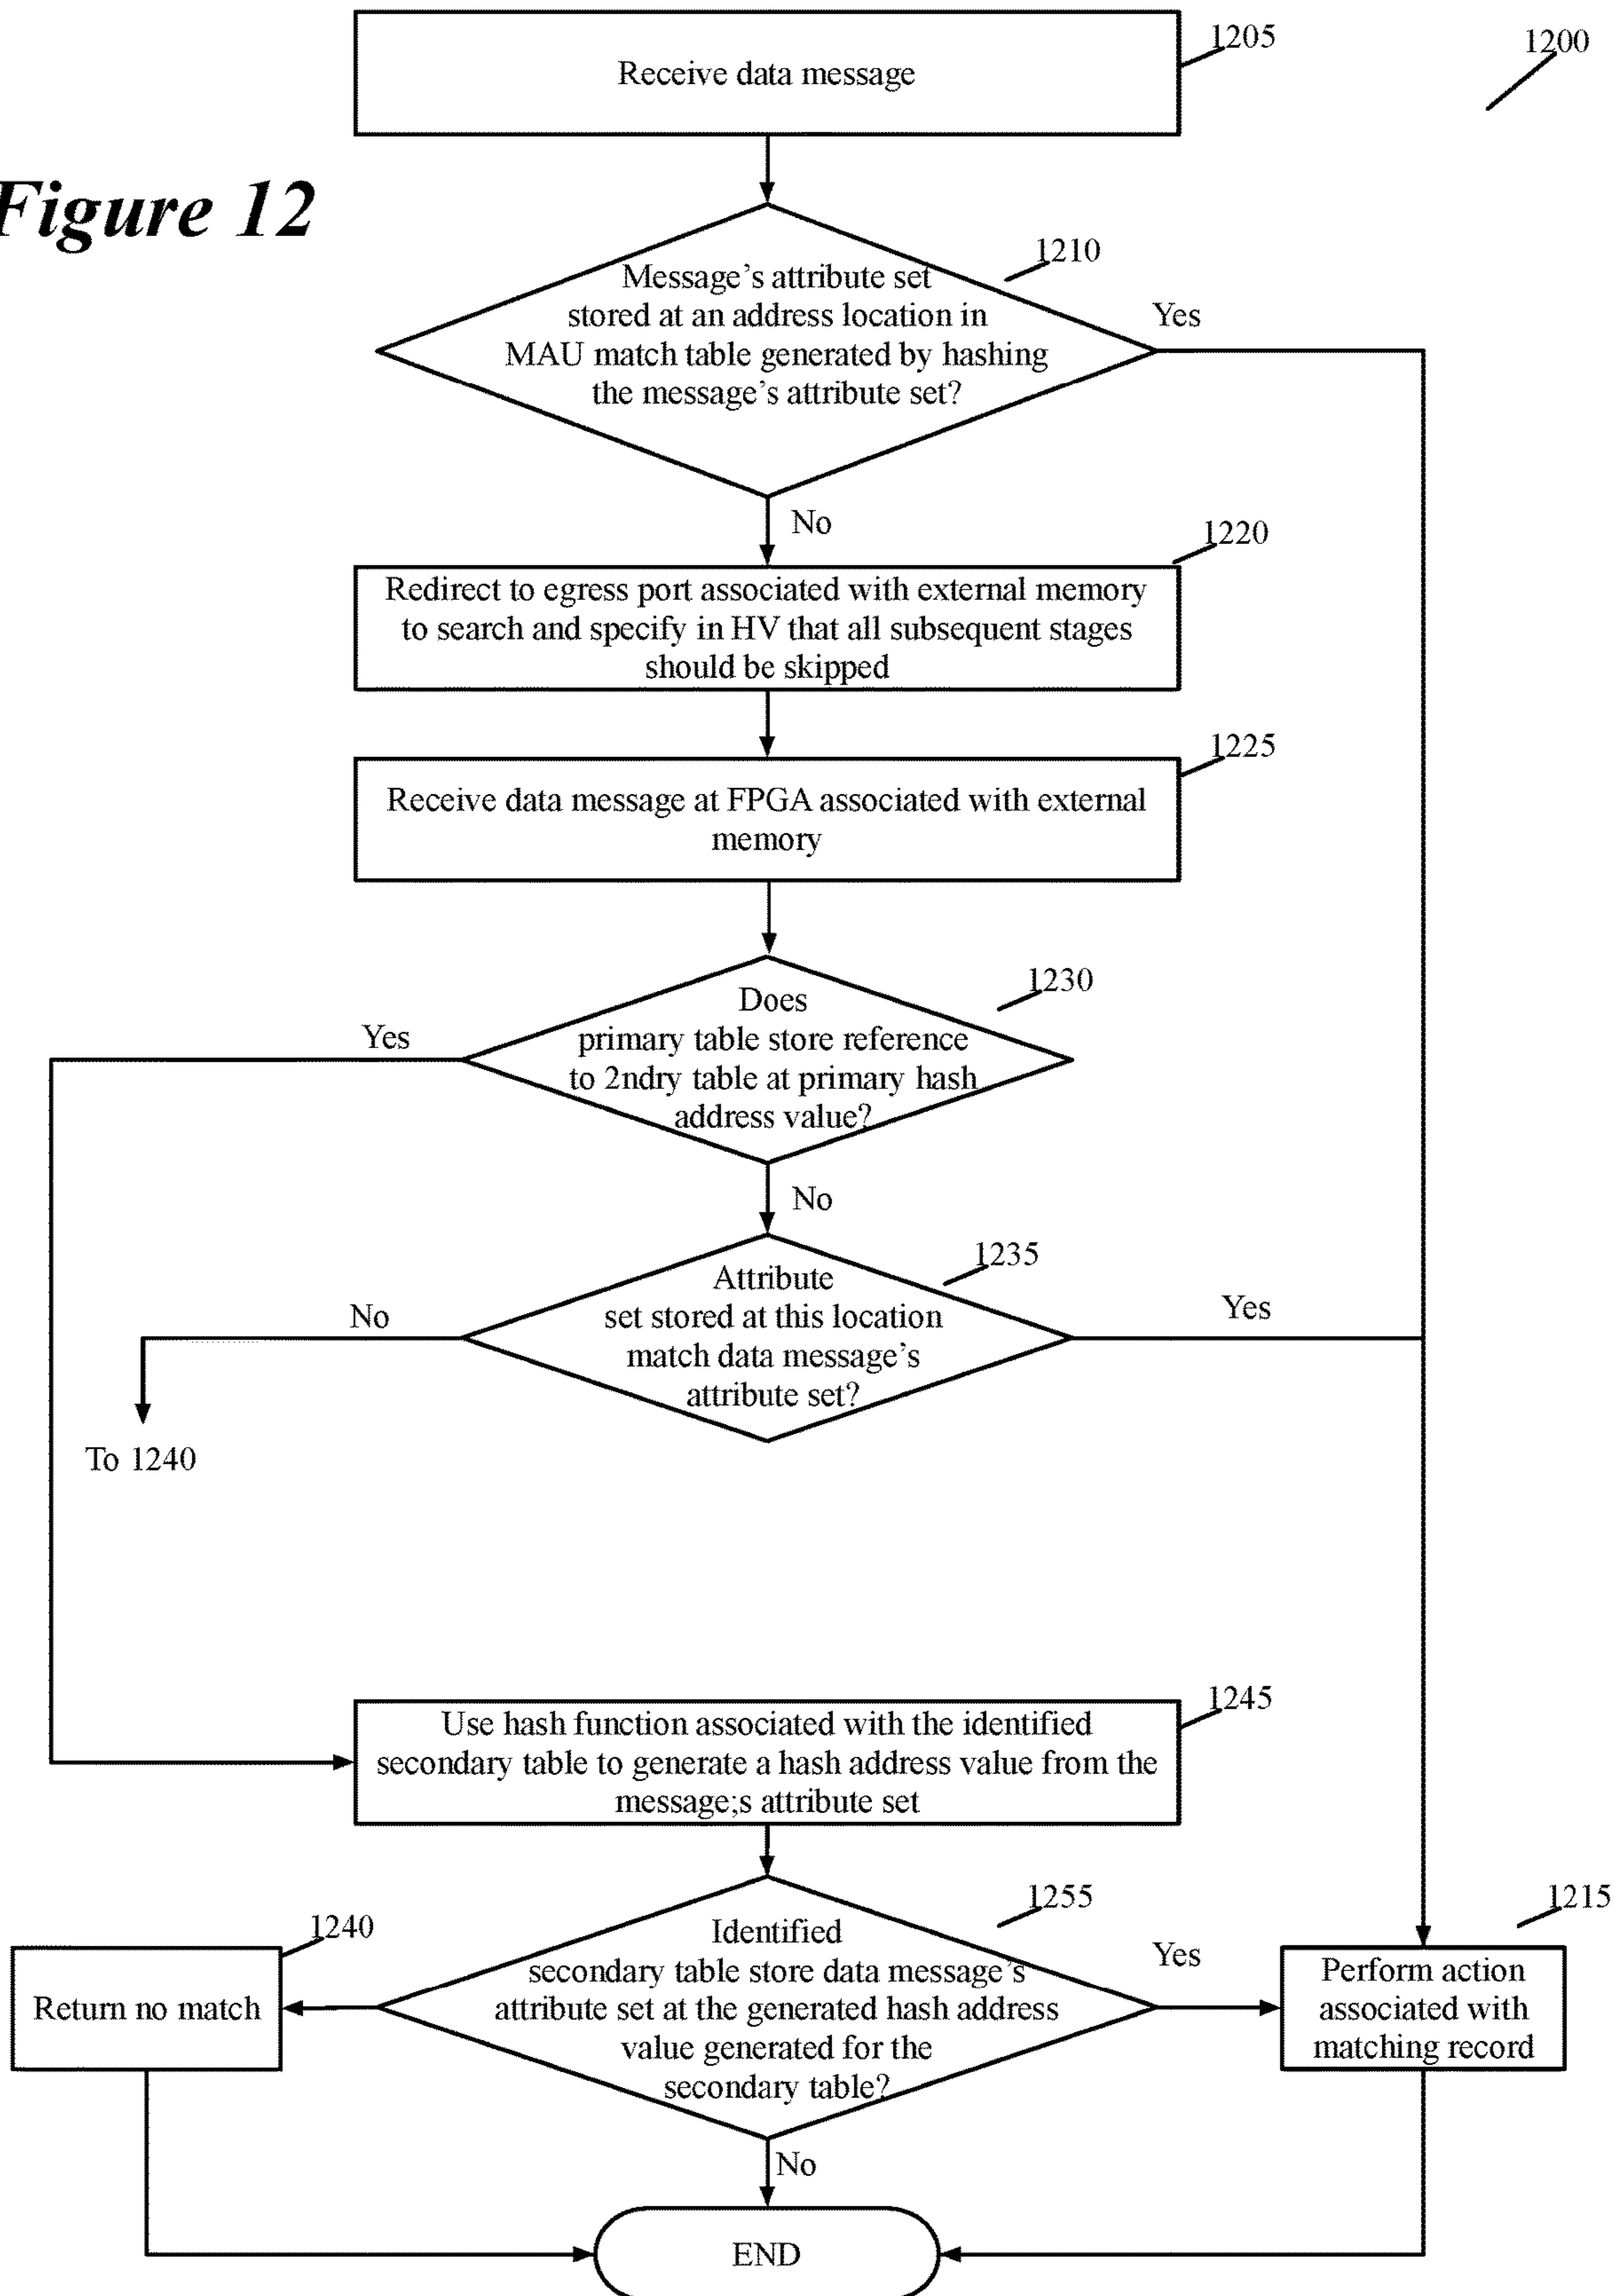 Receive data message
1205
1200
Figure 12
1210
Message's attribute set
stored at an address location in
MAU match table generated by hashing
the message's attribute set?
Yes
No
1220
Redirect to egress port associated with external memory
to search and specify in HV that all subsequent stages
should be skipped
1225
Receive data message at FPGA associated with external
memory
1230
Does
primary table store reference
to 2ndry table at primary hash
address value?
Yes
No
1235
Attribute
set stored at this location
match data message's
attribute set?
No
Yes
To 1240
1245
Use hash function associated with the identified
secondary table to generate a hash address value from the
message;s attribute set
1255
Identified
secondary table store data message's
attribute set at the generated hash address
value generated for the
secondary table?
1240
Return no match
Yes
1215
Perform action
associated with
matching record
No
END